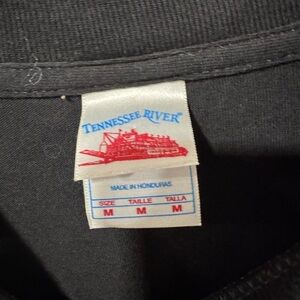 TENNESSEE RIVER®
MADE IN HONDURAS
SIZE TAILLE TALLA
M M M